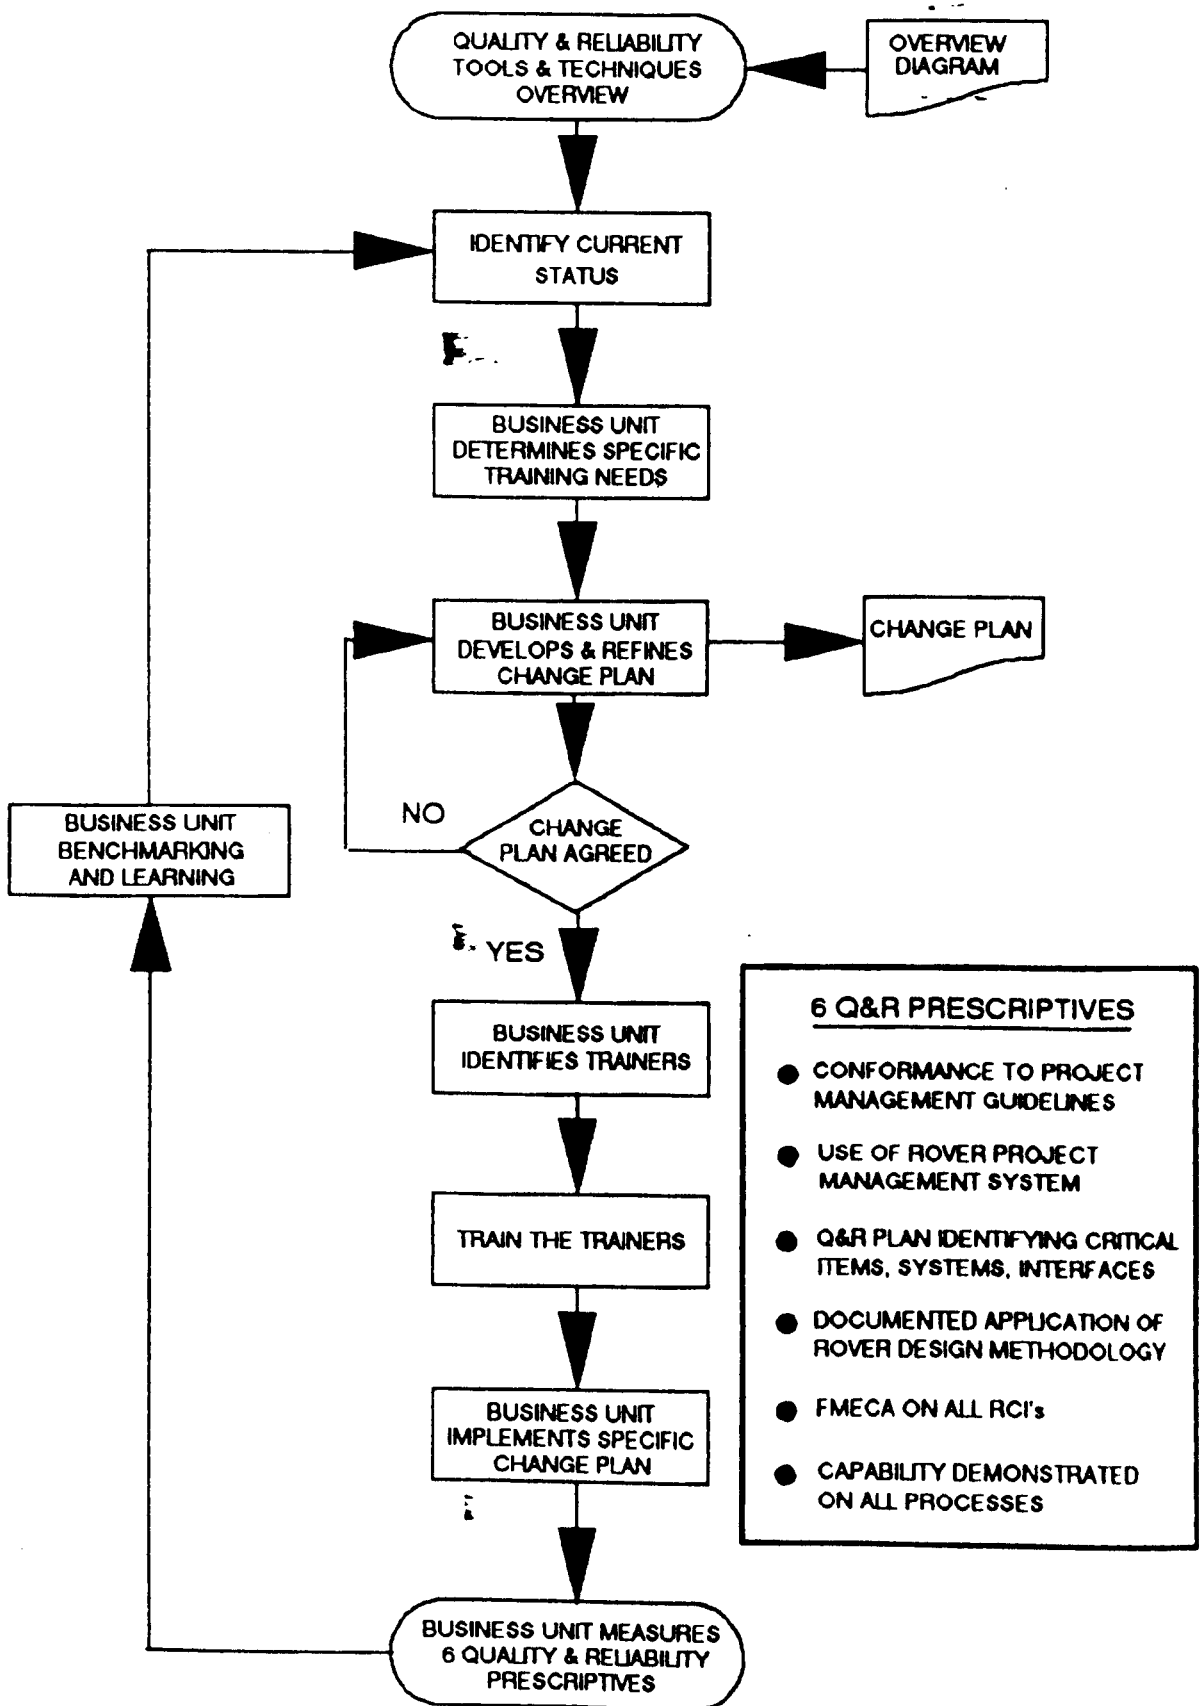 QUALITY & RELIABILITY
TOOLS & TECHNIQUES
OVERVIEW
OVERVIEW
DIAGRAM
IDENTIFY CURRENT
STATUS
BUSINESS UNIT
DETERMINES SPECIFIC
TRAINING NEEDS
BUSINESS UNIT
DEVELOPS & REFINES
CHANGE PLAN
CHANGE PLAN
NO
CHANGE
PLAN AGREED
BUSINESS UNIT
BENCHMARKING
AND LEARNING
YES
BUSINESS UNIT
IDENTIFIES TRAINERS
TRAIN THE TRAINERS
BUSINESS UNIT
IMPLEMENTS SPECIFIC
CHANGE PLAN
BUSINESS UNIT MEASURES
6 QUALITY & RELIABILITY
PRESCRIPTIVES
6 Q&R PRESCRIPTIVES
● CONFORMANCE TO PROJECT
MANAGEMENT GUIDELINES
● USE OF ROVER PROJECT
MANAGEMENT SYSTEM
● Q&R PLAN IDENTIFYING CRITICAL
ITEMS, SYSTEMS, INTERFACES
● DOCUMENTED APPLICATION OF
ROVER DESIGN METHODOLOGY
● FMECA ON ALL RCI's
● CAPABILITY DEMONSTRATED
ON ALL PROCESSES